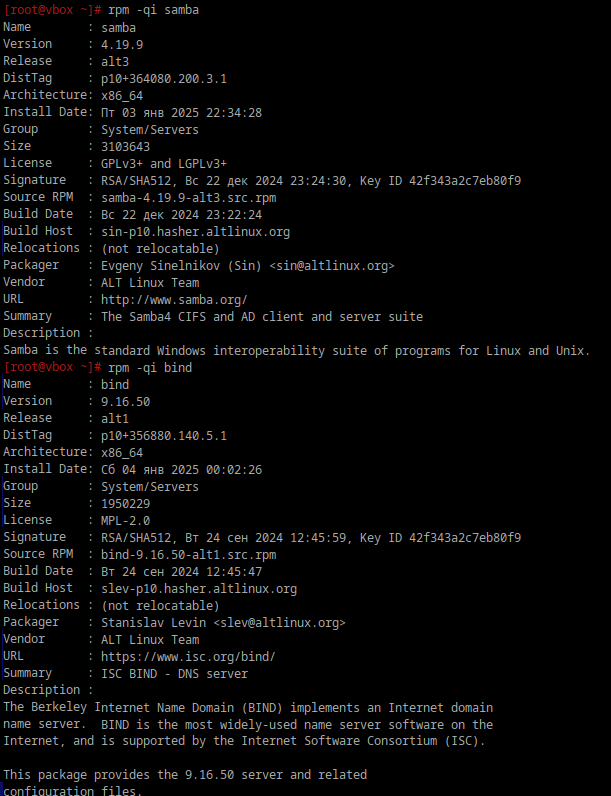 [root@vbox ~]# rpm -qi samba
Name        : samba
Version     : 4.19.9
Release     : alt3
DistTag     : p10+364080.200.3.1
Architecture: x86_64
Install Date: Пт 03 янв 2025 22:34:28
Group       : System/Servers
Size        : 3103643
License     : GPLv3+ and LGPLv3+
Signature   : RSA/SHA512, Вс 22 дек 2024 23:24:30, Key ID 42f343a2c7eb80f9
Source RPM  : samba-4.19.9-alt3.src.rpm
Build Date  : Вс 22 дек 2024 23:22:24
Build Host  : sin-p10.hasher.altlinux.org
Relocations : (not relocatable)
Packager    : Evgeny Sinelnikov (Sin) <sin@altlinux.org>
Vendor      : ALT Linux Team
URL         : http://www.samba.org/
Summary     : The Samba4 CIFS and AD client and server suite
Description :
Samba is the standard Windows interoperability suite of programs for Linux and Unix.
[root@vbox ~]# rpm -qi bind
Name        : bind
Version     : 9.16.50
Release     : alt1
DistTag     : p10+356880.140.5.1
Architecture: x86_64
Install Date: Сб 04 янв 2025 00:02:26
Group       : System/Servers
Size        : 1950229
License     : MPL-2.0
Signature   : RSA/SHA512, Вт 24 сен 2024 12:45:59, Key ID 42f343a2c7eb80f9
Source RPM  : bind-9.16.50-alt1.src.rpm
Build Date  : Вт 24 сен 2024 12:45:47
Build Host  : slev-p10.hasher.altlinux.org
Relocations : (not relocatable)
Packager    : Stanislav Levin <slev@altlinux.org>
Vendor      : ALT Linux Team
URL         : https://www.isc.org/bind/
Summary     : ISC BIND - DNS server
Description :
The Berkeley Internet Name Domain (BIND) implements an Internet domain
name server.  BIND is the most widely-used name server software on the
Internet, and is supported by the Internet Software Consortium (ISC).

This package provides the 9.16.50 server and related
configuration files.